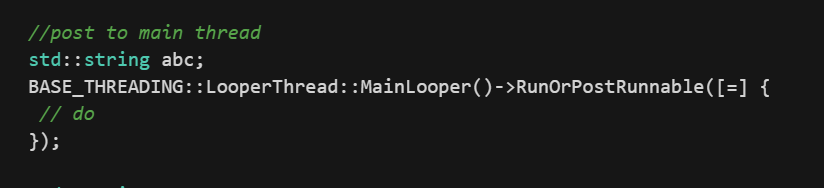 //post to main thread
std::string abc;
BASE_THREADING::LooperThread::MainLooper()->RunOrPostRunnable([=] {
// do
});